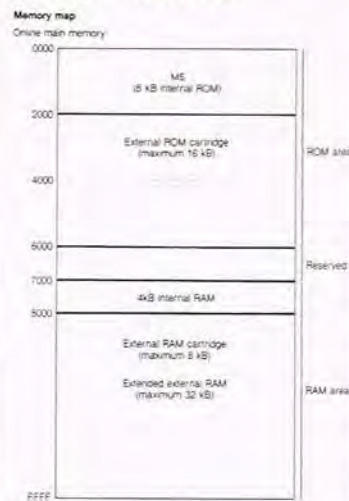 Memory map
Online main memory
0000
MS
(8 kB internal ROM)
2000
External ROM cartridge
(maximum 16 kB)
ROM area
4000
6000
Reserved
7000
4kB internal RAM
8000
External RAM cartridge
(maximum 8 kB)
Extended external RAM
(maximum 32 kB)
RAM area
FFFF